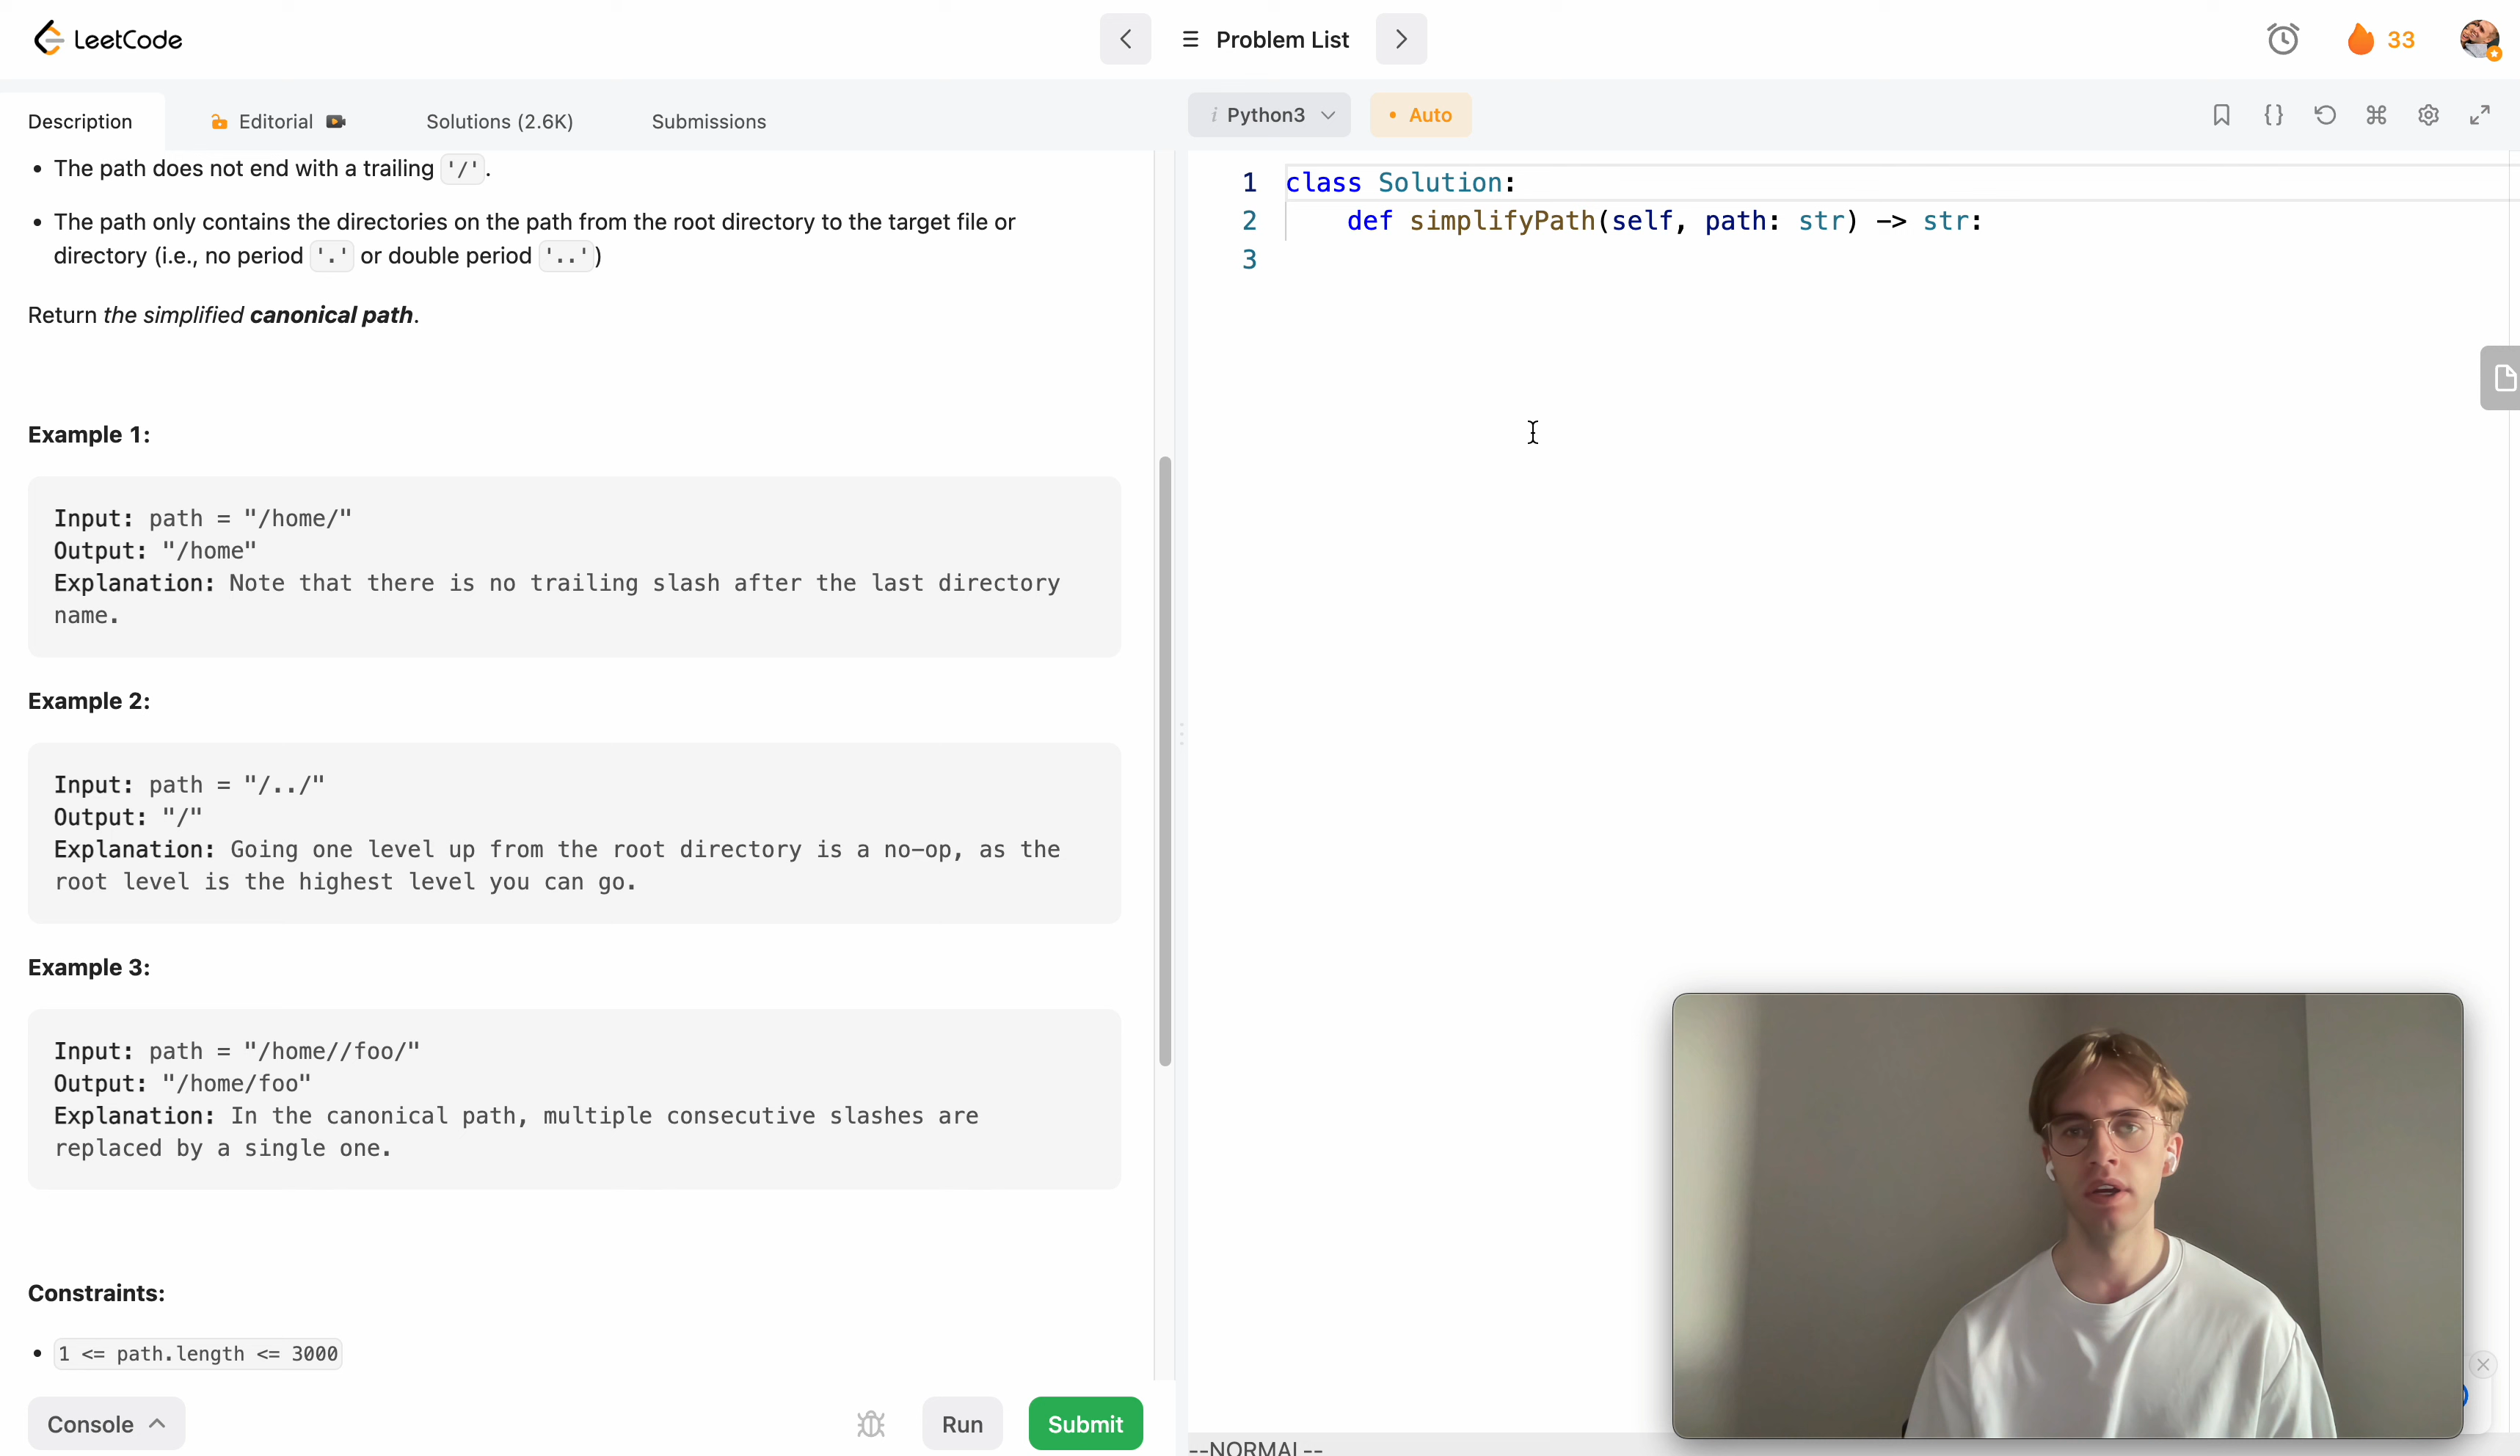 LeetCode
Problem List
33
Description
Editorial
Solutions (2.6K)
Submissions
• The path does not end with a trailing '/'.
• The path only contains the directories on the path from the root directory to the target file or
directory (i.e., no period '.' or double period '..')
Return the simplified canonical path.
Example 1:
Input: path = "/home/"
Output: "/home"
Explanation: Note that there is no trailing slash after the last directory
name.
Example 2:
Input: path = "/../"
Output: "/"
Explanation: Going one level up from the root directory is a no-op, as the
root level is the highest level you can go.
Example 3:
Input: path = "/home//foo/"
Output: "/home/foo"
Explanation: In the canonical path, multiple consecutive slashes are
replaced by a single one.
Constraints:
• 1 <= path.length <= 3000
Console
Run
Submit
i Python3
• Auto
{}
1 class Solution:
2 def simplifyPath(self, path: str) -> str:
3
--NORMAL--